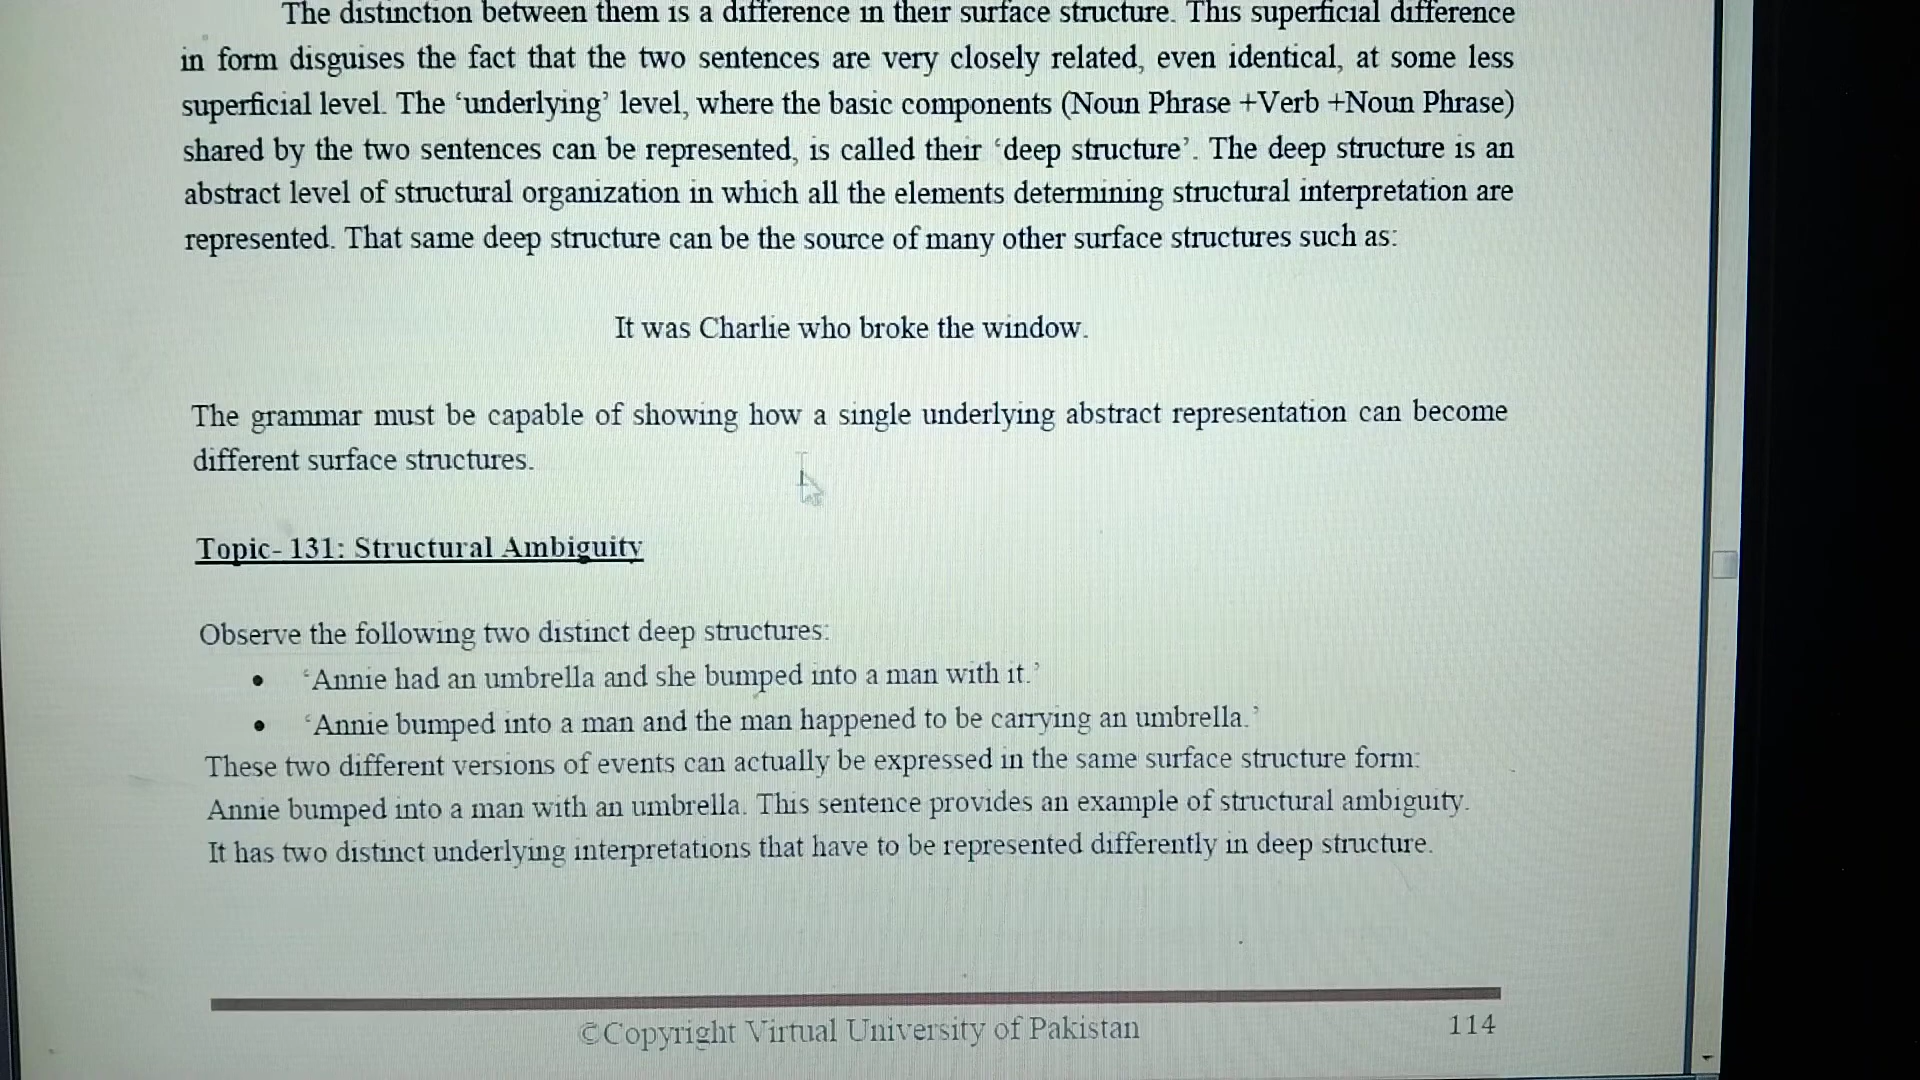 The distinction between them is a difference in their surface structure. This superficial difference
in form disguises the fact that the two sentences are very closely related, even identical, at some less
superficial level. The ‘underlying’ level, where the basic components (Noun Phrase +Verb +Noun Phrase)
shared by the two sentences can be represented, is called their ‘deep structure’. The deep structure is an
abstract level of structural organization in which all the elements determining structural interpretation are
represented. That same deep structure can be the source of many other surface structures such as:
It was Charlie who broke the window.
The grammar must be capable of showing how a single underlying abstract representation can become
different surface structures.
Topic- 131: Structural Ambiguity
Observe the following two distinct deep structures:
• ‘Annie had an umbrella and she bumped into a man with it.’
• ‘Annie bumped into a man and the man happened to be carrying an umbrella.’
These two different versions of events can actually be expressed in the same surface structure form:
Annie bumped into a man with an umbrella. This sentence provides an example of structural ambiguity.
It has two distinct underlying interpretations that have to be represented differently in deep structure.
©Copyright Virtual University of Pakistan 114